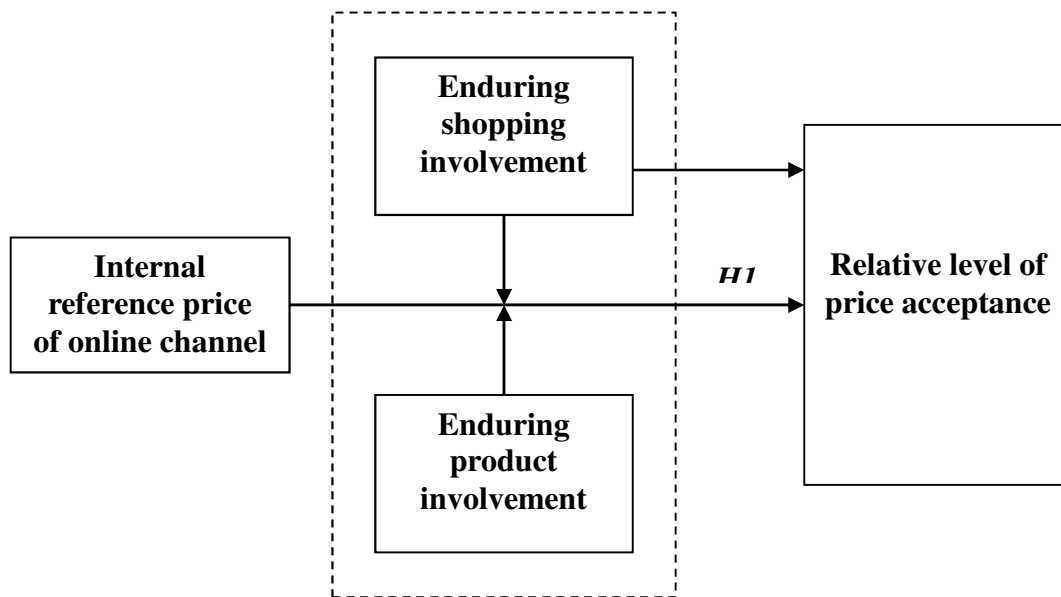 Enduring
shopping
involvement
Internal
reference price
of online channel
H1
Relative level of
price acceptance
Enduring
product
involvement